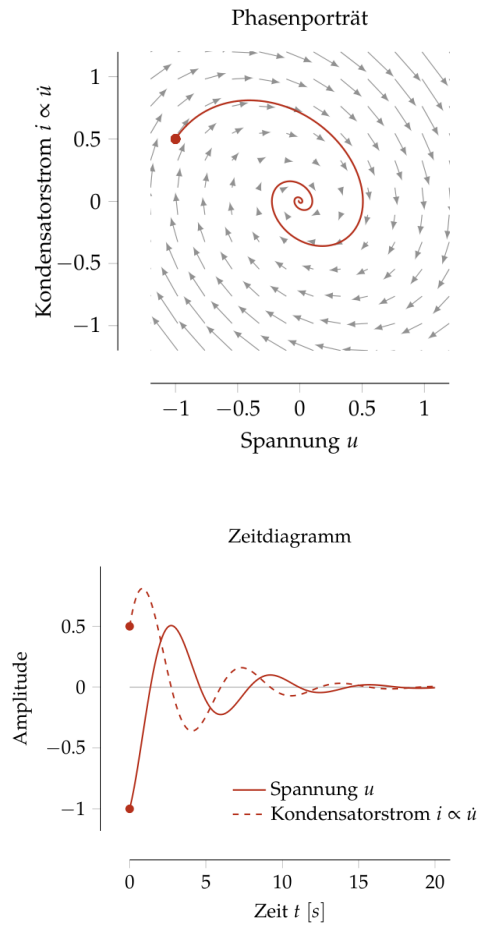 Phasenporträt
Kondensatorstrom i ∝ u̇
1
0.5
0
−0.5
−1
−1 −0.5 0 0.5 1
Spannung u
Zeitdiagramm
Amplitude
0.5
0
−0.5
−1
Spannung u
Kondensatorstrom i ∝ u̇
0 5 10 15 20
Zeit t [s]